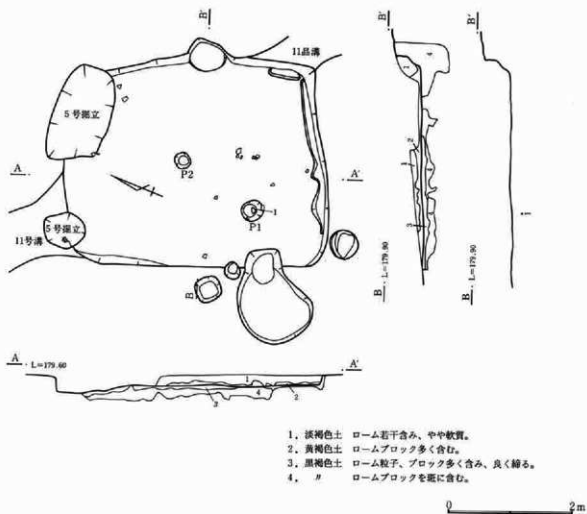 B'
11品溝
5号掘立
A
P2
A'
P1
1
5号掘立
11号溝
B
B'
4
1
2
3
4
3
B
L=179.90
B'
1
B
L=179.90
A
L=179.60
A'
1
3
4
2
1, 淡褐色土 ローム若干含み、やや軟質。
2, 黄褐色土 ロームブロック多く含む。
3, 黒褐色土 ローム粒子、ブロック多く含み、良く締る。
4, 〃 ロームブロックを斑に含む。
0 2m